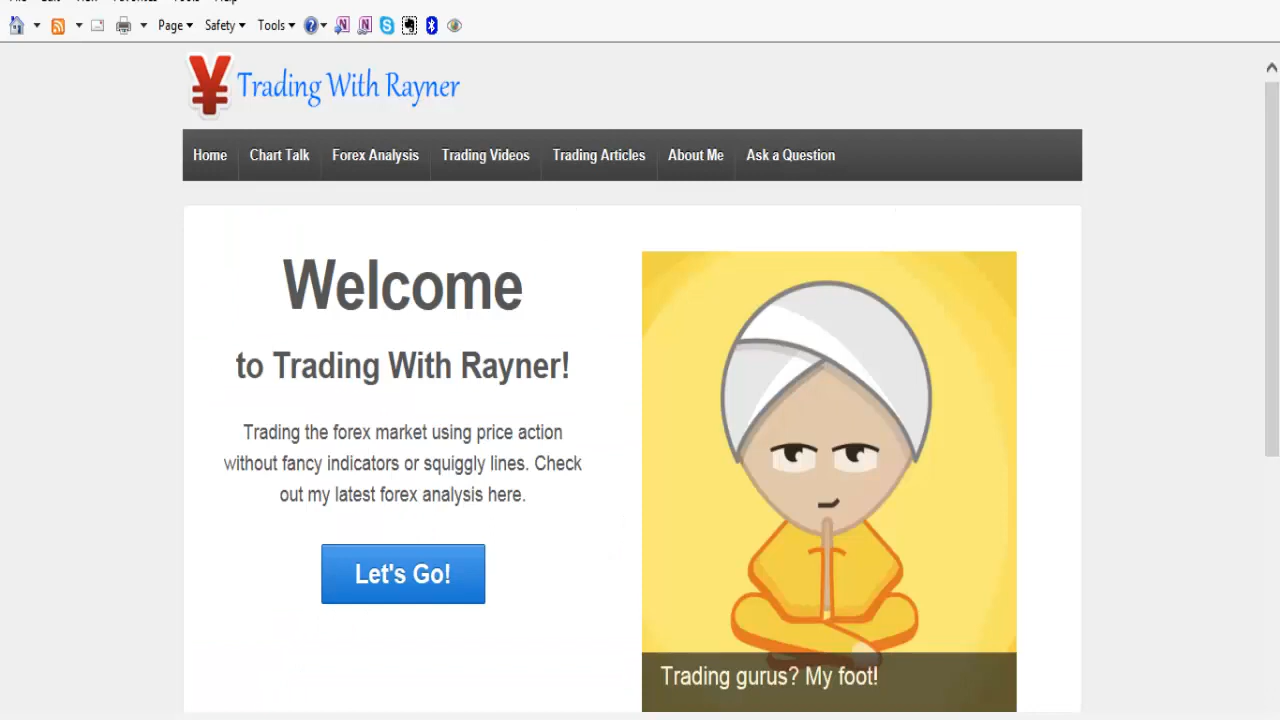 Page Safety Tools
¥ Trading With Rayner
Home Chart Talk Forex Analysis Trading Videos Trading Articles About Me Ask a Question
Welcome
to Trading With Rayner!
Trading the forex market using price action
without fancy indicators or squiggly lines. Check
out my latest forex analysis here.
Let's Go!
Trading gurus? My foot!